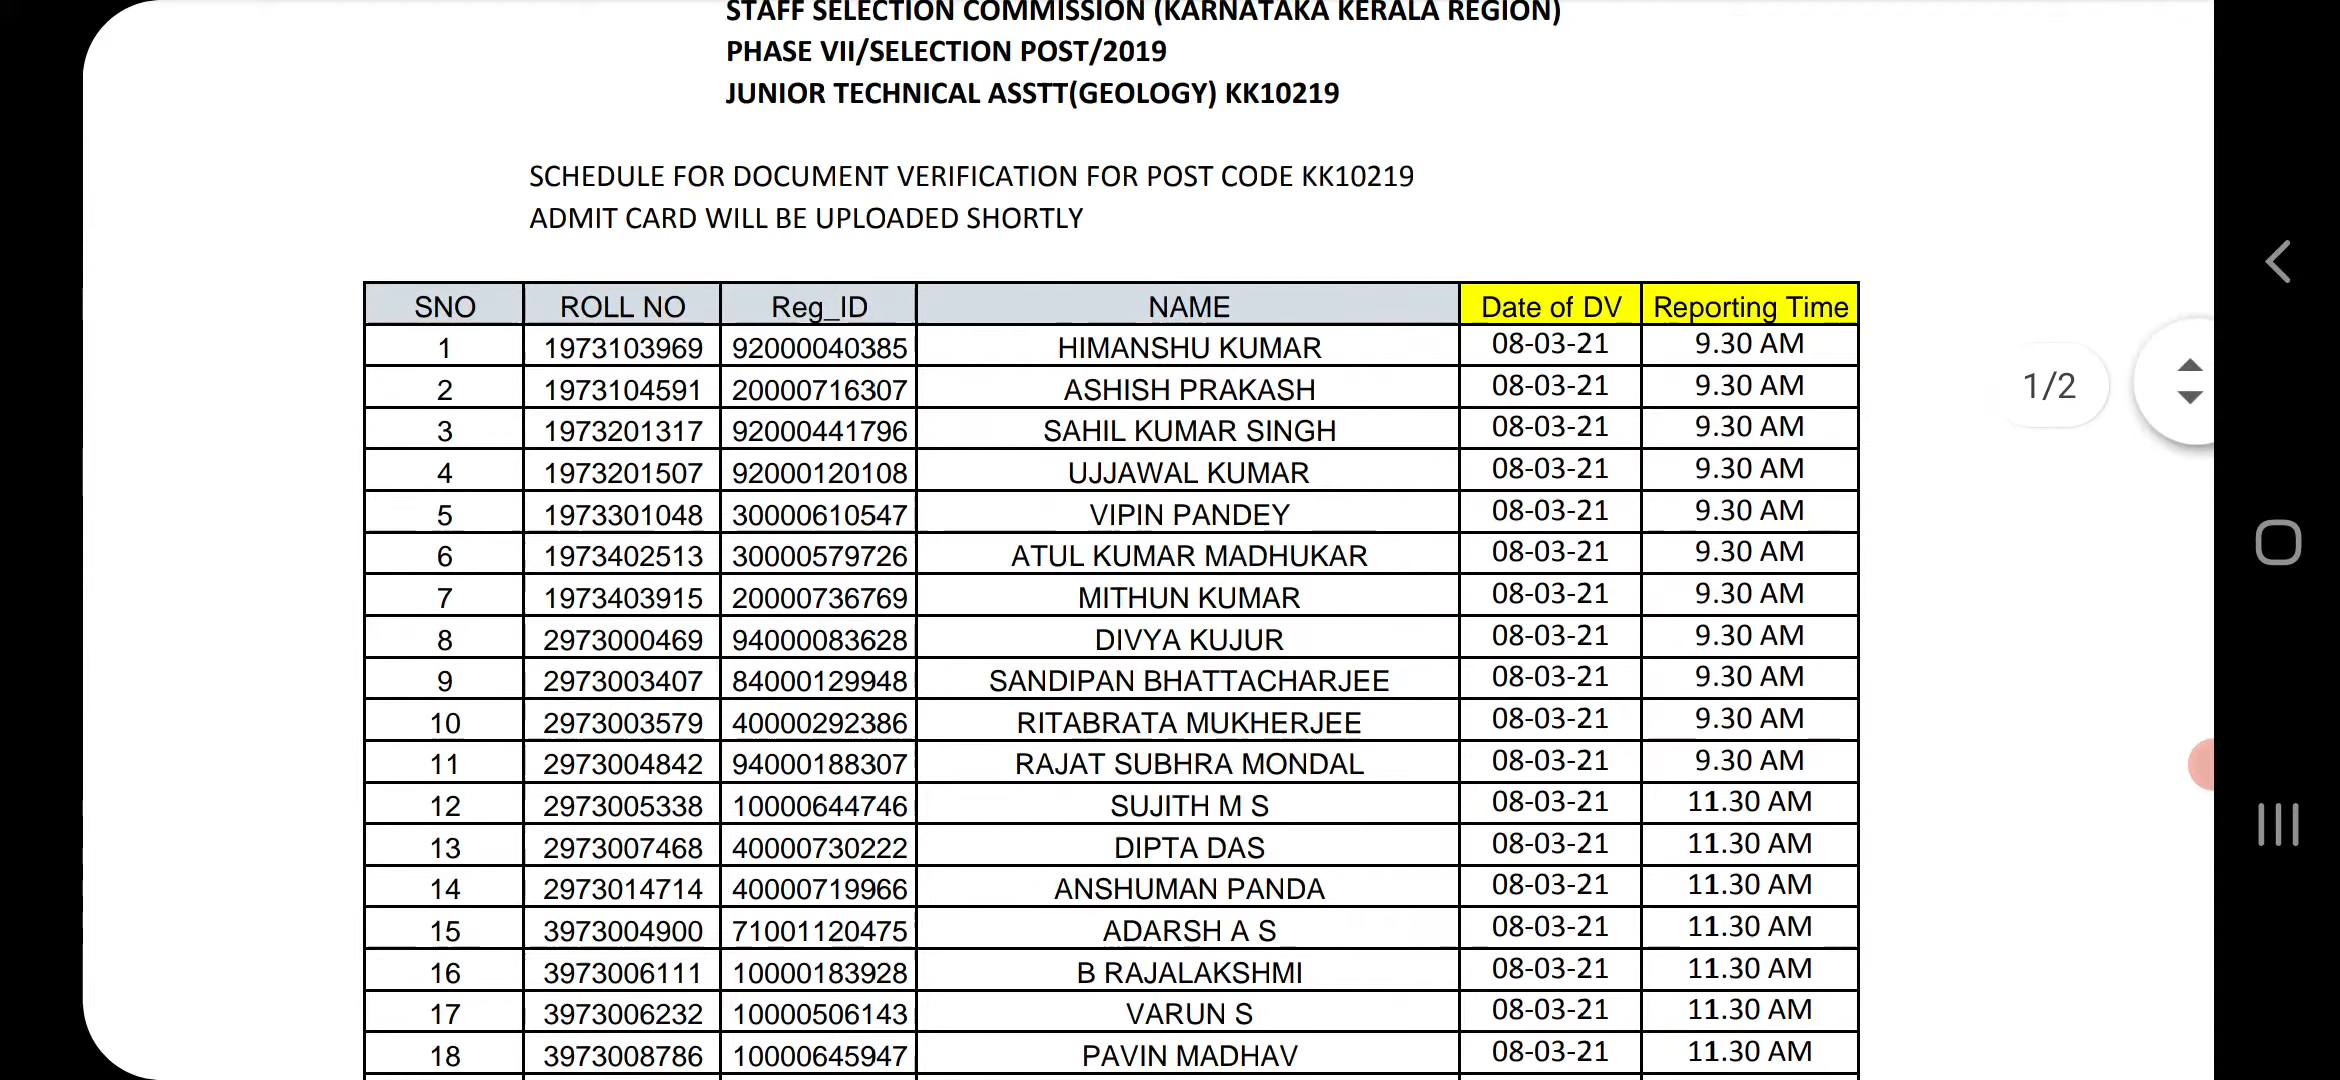 STAFF SELECTION COMMISSION (KARNATAKA KERALA REGION)
PHASE VII/SELECTION POST/2019
JUNIOR TECHNICAL ASSTT(GEOLOGY) KK10219
SCHEDULE FOR DOCUMENT VERIFICATION FOR POST CODE KK10219
ADMIT CARD WILL BE UPLOADED SHORTLY
SNO ROLL NO Reg_ID NAME Date of DV Reporting Time
1 1973103969 92000040385 HIMANSHU KUMAR 08-03-21 9.30 AM
2 1973104591 20000716307 ASHISH PRAKASH 08-03-21 9.30 AM
3 1973201317 92000441796 SAHIL KUMAR SINGH 08-03-21 9.30 AM
4 1973201507 92000120108 UJJAWAL KUMAR 08-03-21 9.30 AM
5 1973301048 30000610547 VIPIN PANDEY 08-03-21 9.30 AM
6 1973402513 30000579726 ATUL KUMAR MADHUKAR 08-03-21 9.30 AM
7 1973403915 20000736769 MITHUN KUMAR 08-03-21 9.30 AM
8 2973000469 94000083628 DIVYA KUJUR 08-03-21 9.30 AM
9 2973003407 84000129948 SANDIPAN BHATTACHARJEE 08-03-21 9.30 AM
10 2973003579 40000292386 RITABRATA MUKHERJEE 08-03-21 9.30 AM
11 2973004842 94000188307 RAJAT SUBHRA MONDAL 08-03-21 9.30 AM
12 2973005338 10000644746 SUJITH M S 08-03-21 11.30 AM
13 2973007468 40000730222 DIPTA DAS 08-03-21 11.30 AM
14 2973014714 40000719966 ANSHUMAN PANDA 08-03-21 11.30 AM
15 3973004900 71001120475 ADARSH A S 08-03-21 11.30 AM
16 3973006111 10000183928 B RAJALAKSHMI 08-03-21 11.30 AM
17 3973006232 10000506143 VARUN S 08-03-21 11.30 AM
18 3973008786 10000645947 PAVIN MADHAV 08-03-21 11.30 AM
1/2